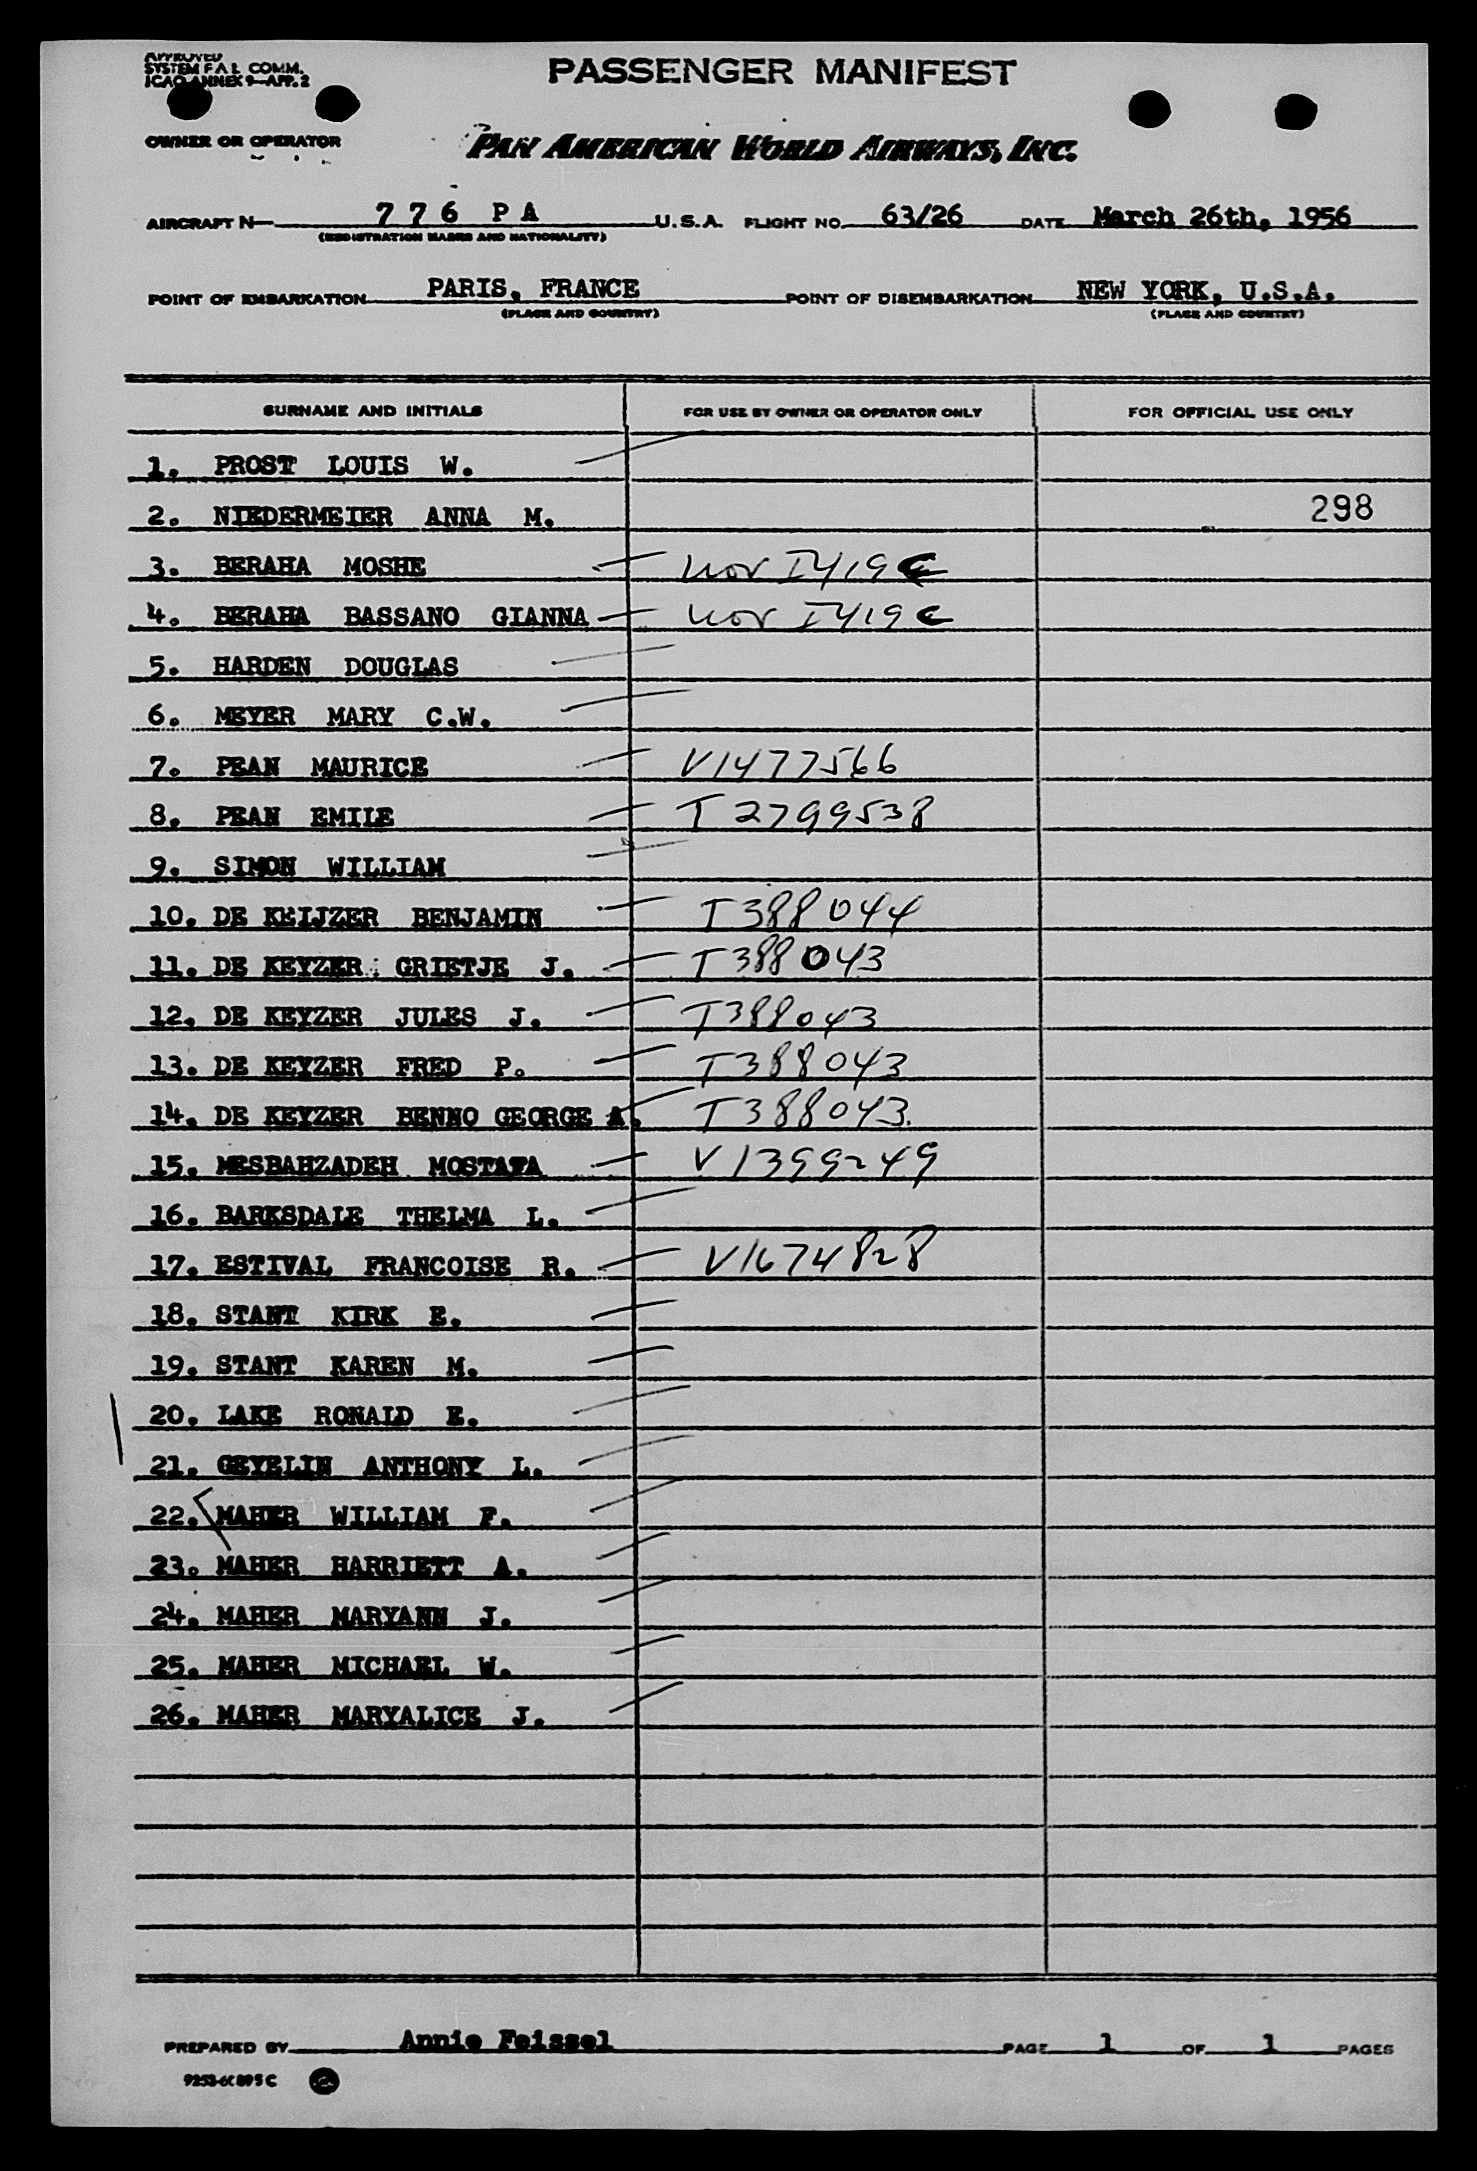 APPROVED
SYSTEM F A L COMM.
ICAO ANNEX 9—APP. 2
PASSENGER MANIFEST
OWNER OR OPERATOR PAN AMERICAN WORLD AIRWAYS, INC.
AIRCRAFT N— 776 PA U.S.A. FLIGHT NO. 63/26 DATE March 26th, 1956
(REGISTRATION MARKS AND NATIONALITY)
POINT OF EMBARKATION PARIS, FRANCE POINT OF DISEMBARKATION NEW YORK, U.S.A.
(PLACE AND COUNTRY) (PLACE AND COUNTRY)
SURNAME AND INITIALS FOR USE BY OWNER OR OPERATOR ONLY FOR OFFICIAL USE ONLY
1. PROST LOUIS W.
2. NIEDERMEIER ANNA M. 298
3. BERAHA MOSHE
4. BERAHA BASSANO GIANNA
5. HARDEN DOUGLAS
6. MEYER MARY C.W.
7. PEAN MAURICE V1477566
8. PEAN EMILE T2799538
9. SIMON WILLIAM
10. DE KEIJZER BENJAMIN T388044
11. DE KEYZER GRIETJE J. T388043
12. DE KEYZER JULES J. T388043
13. DE KEYZER FRED P. T388043
14. DE KEYZER BENNO GEORGE A. T388043
15. MESBAHZADEH MOSTAFA V1399249
16. BARKSDALE THELMA L.
17. ESTIVAL FRANCOISE R. V1674828
18. STANT KIRK E.
19. STANT KAREN M.
20. LAKE RONALD E.
21. GEYELIN ANTHONY L.
22. MAHER WILLIAM F.
23. MAHER HARRIETT A.
24. MAHER MARYANN J.
25. MAHER MICHAEL W.
26. MAHER MARYALICE J.
PREPARED BY Annie Feissel PAGE 1 OF 1 PAGES